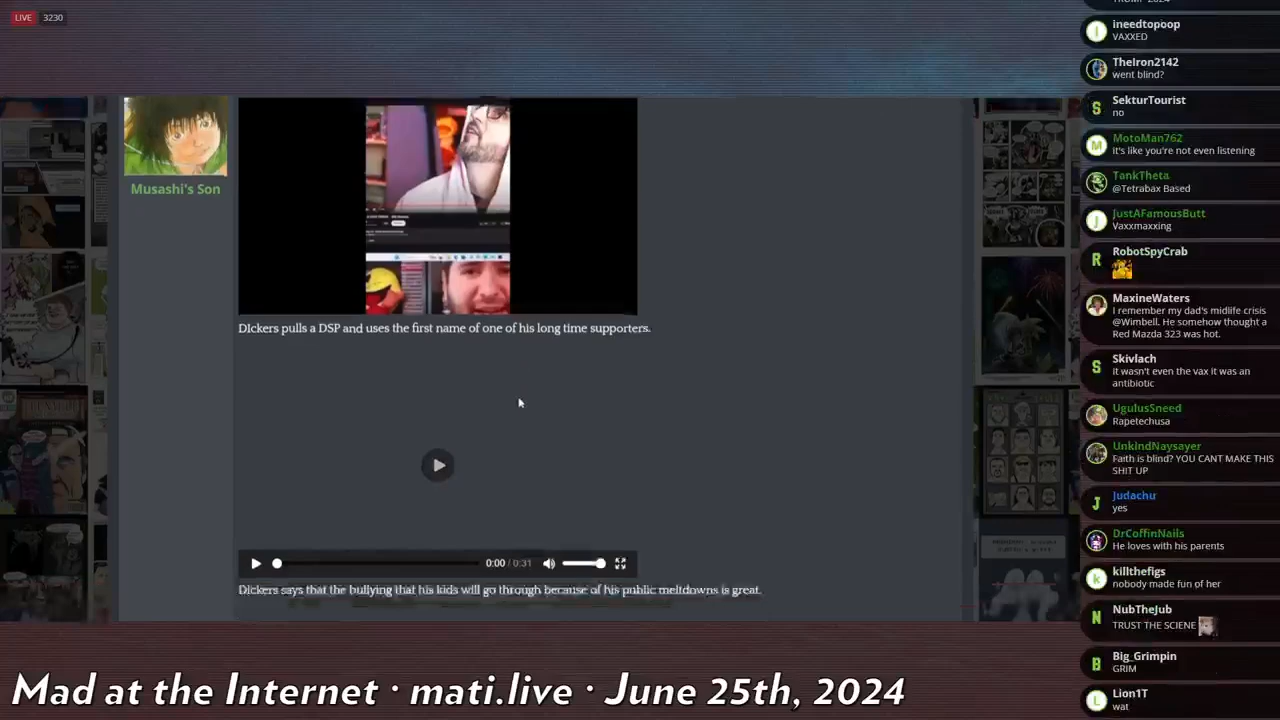 LIVE 3230
ineedtopoop
VAXXED
TheIron2142
went blind?
SekturTourist
no
MotoMan762
it's like you're not even listening
TankTheta
@Tetrabax Based
JustAFamousButt
Vaxxmaxxing
RobotSpyCrab
MaxineWaters
I remember my dad's midlife crisis
@Wimbell. He somehow thought a
Red Mazda 323 was hot.
Skivlach
it wasn't even the vax it was an
antibiotic
UgulusSneed
Rapetechusa
UnkindNaysayer
Faith is blind? YOU CANT MAKE THIS
SHIT UP
Judachu
yes
DrCoffinNails
He loves with his parents
killthefigs
nobody made fun of her
NubTheJub
TRUST THE SCIENE
Big_Grimpin
GRIM
Lion1T
wat
Musashi's Son
DIckers pulls a DSP and uses the first name of one of his long time supporters.
0:00 / 0:31
Dickers says that the bullying that his kids will go through because of his public meltdowns is great.
Mad at the Internet · mati.live · June 25th, 2024